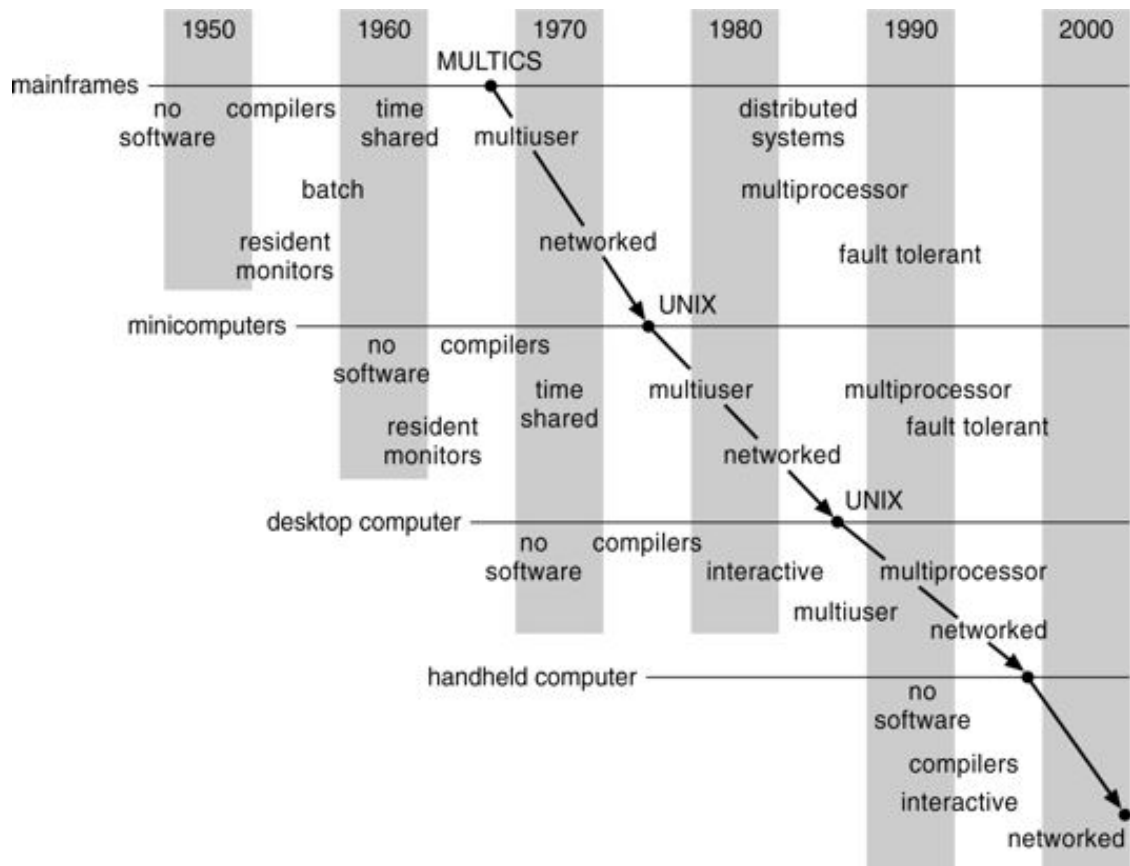 1950 1960 1970 1980 1990 2000
MULTICS
mainframes
no compilers time distributed
software shared multiuser systems
batch multiprocessor
resident networked
monitors fault tolerant
UNIX
minicomputers
no compilers
software
time multiuser multiprocessor
shared
resident fault tolerant
monitors networked
UNIX
desktop computer
no compilers
software interactive multiprocessor
multiuser
networked
handheld computer
no
software
compilers
interactive
networked